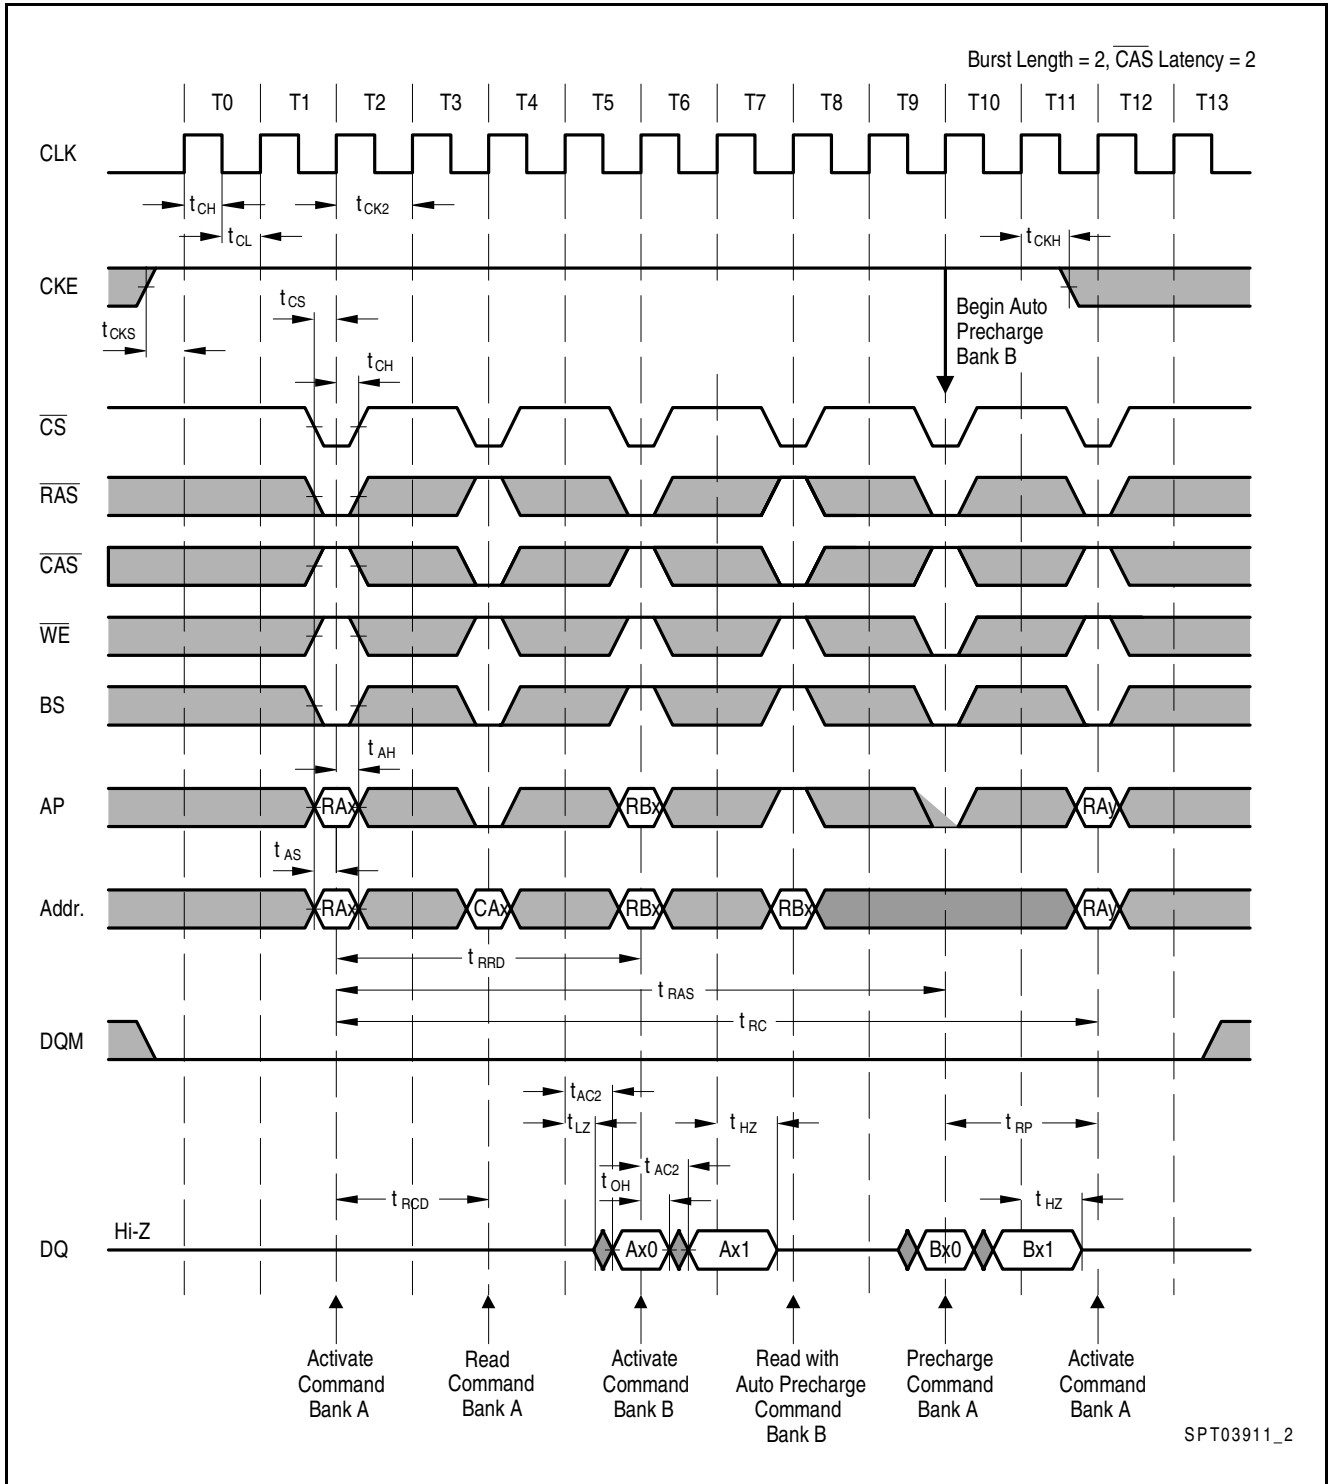 Burst Length = 2, CAS Latency = 2
T0 T1 T2 T3 T4 T5 T6 T7 T8 T9 T10 T11 T12 T13
CLK
tCH tCK2
tCL tCKH
CKE
tCS
Begin Auto
Precharge
Bank B
tCKS
tCH
CS
RAS
CAS
WE
BS
tAH
AP RAx RBx RAy
tAS
Addr. RAx CAx RBx RBx RAy
tRRD
tRAS
tRC
DQM
tAC2
tLZ tHZ tRP
tAC2
tOH
tRCD tHZ
Hi-Z
DQ Ax0 Ax1 Bx0 Bx1
Activate
Command
Bank A
Read
Command
Bank A
Activate
Command
Bank B
Read with
Auto Precharge
Command
Bank B
Precharge
Command
Bank A
Activate
Command
Bank A
SPT03911_2